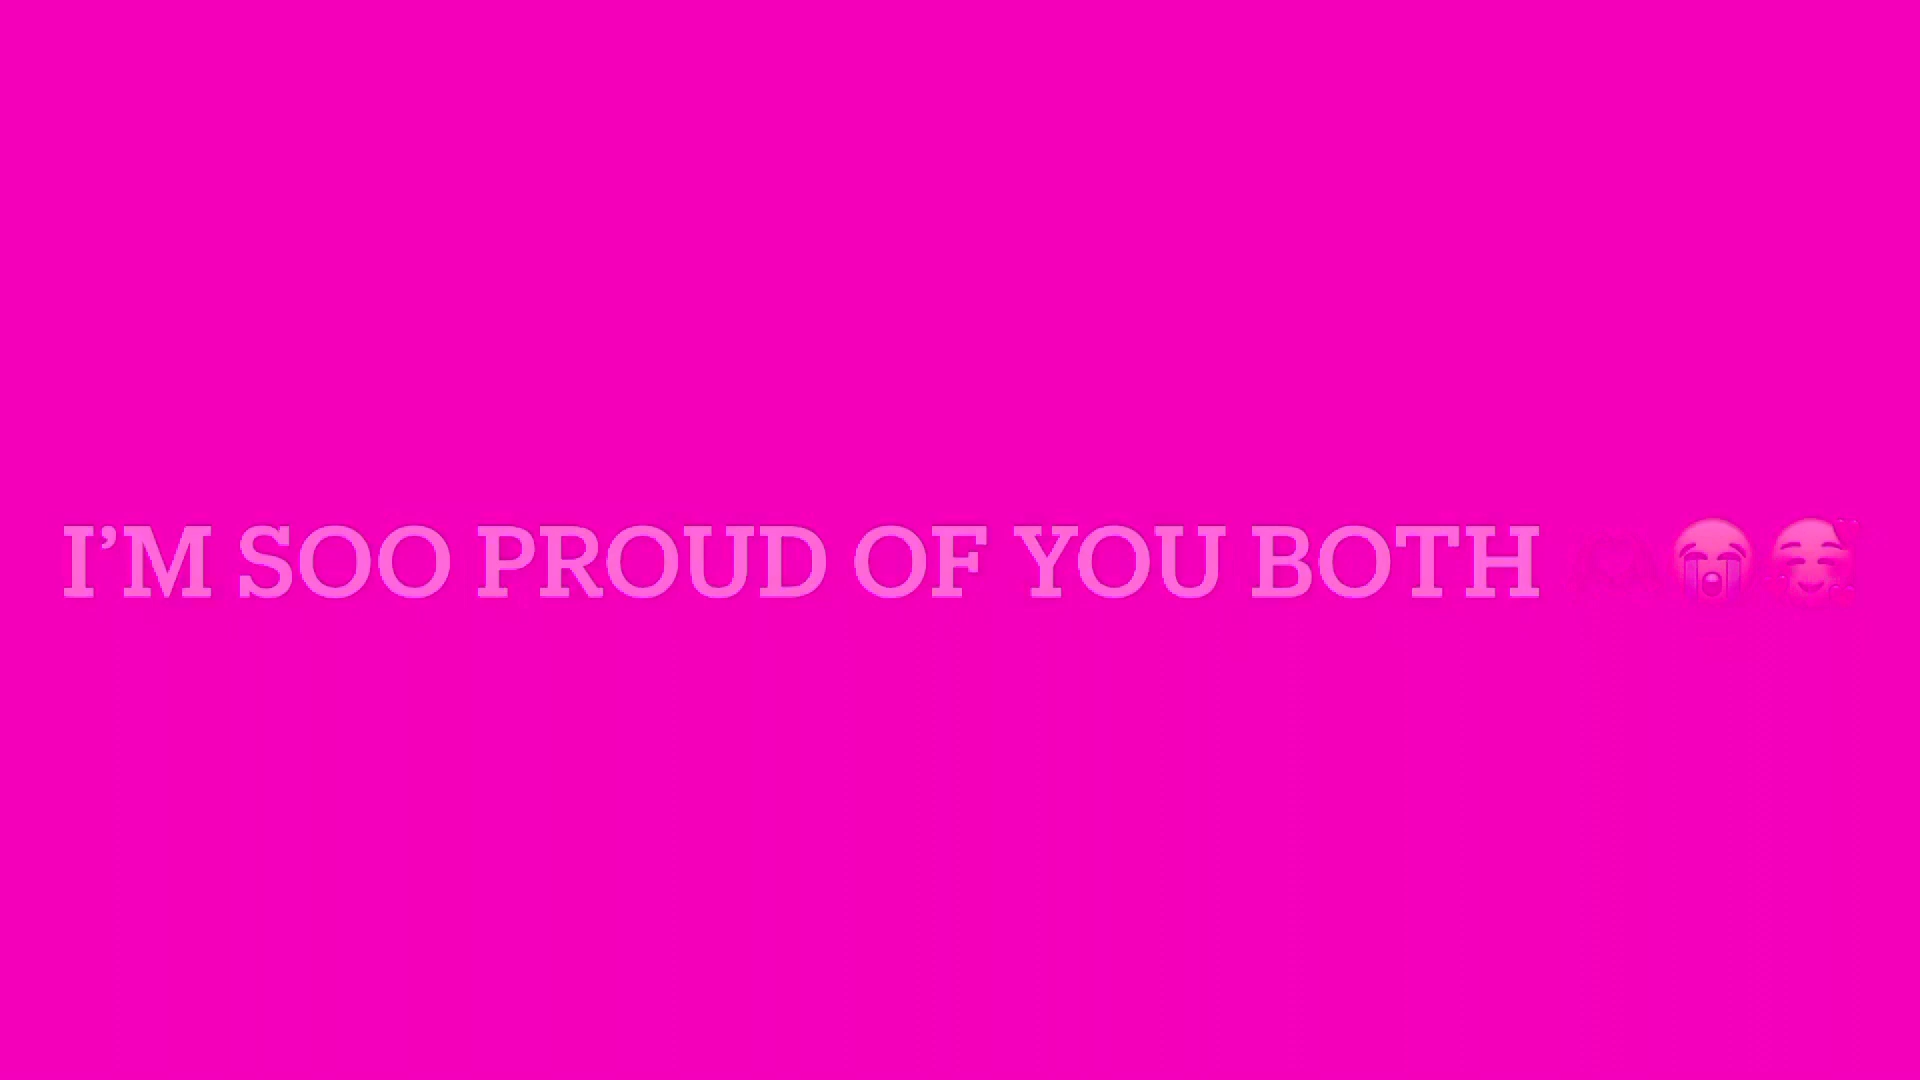 I’M SOO PROUD OF YOU BOTH 🫶😭🥰